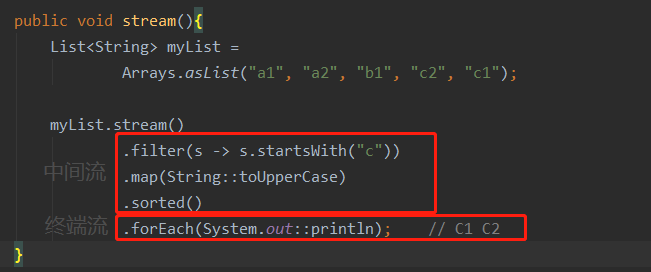 public void stream(){
List<String> myList =
Arrays.asList("a1", "a2", "b1", "c2", "c1");
myList.stream()
.filter(s -> s.startsWith("c"))
中间流 .map(String::toUpperCase)
.sorted()
终端流 .forEach(System.out::println); // C1 C2
}